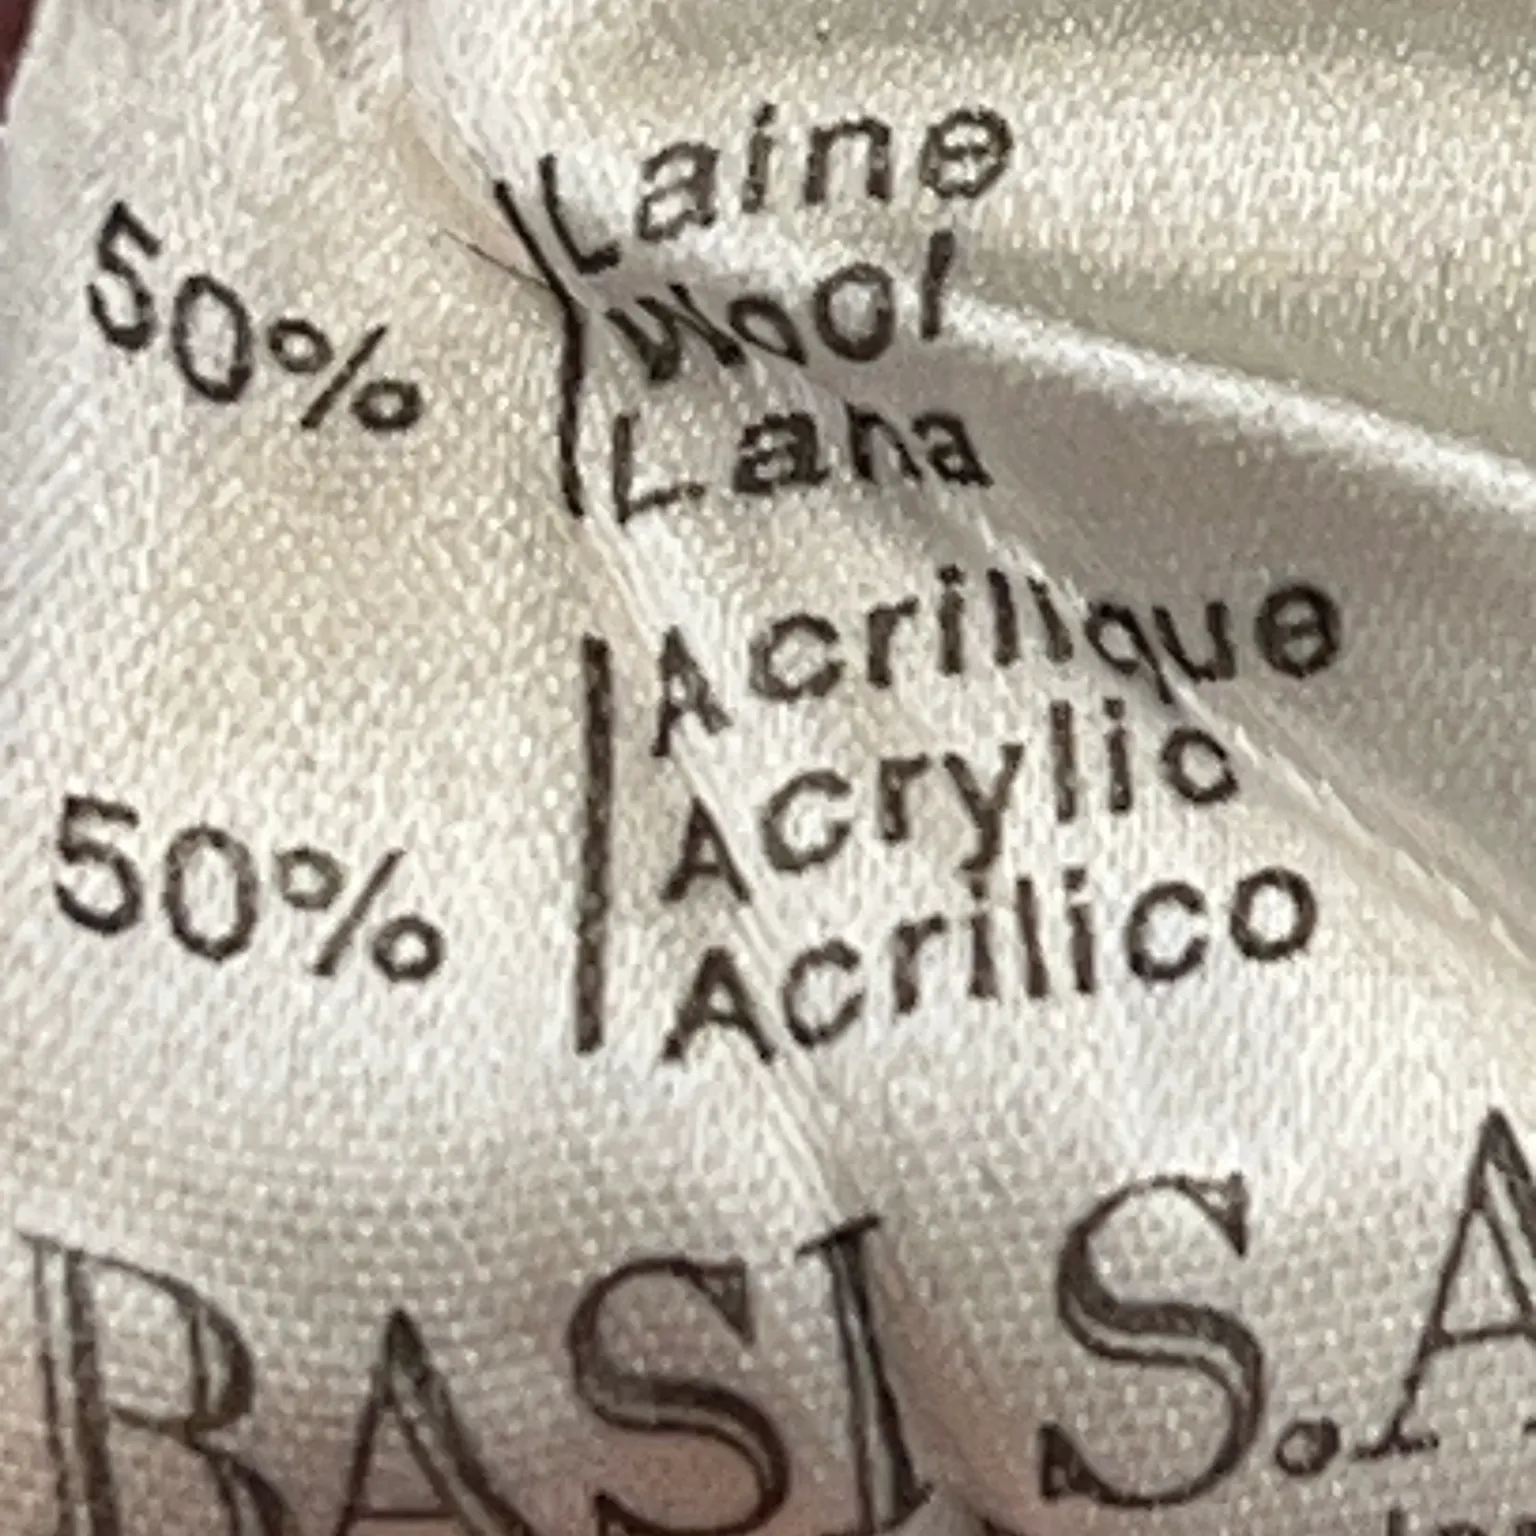 50%
Laine
Wool
Lana
50%
Acrilique
Acrylic
Acrilico
BASI S.A